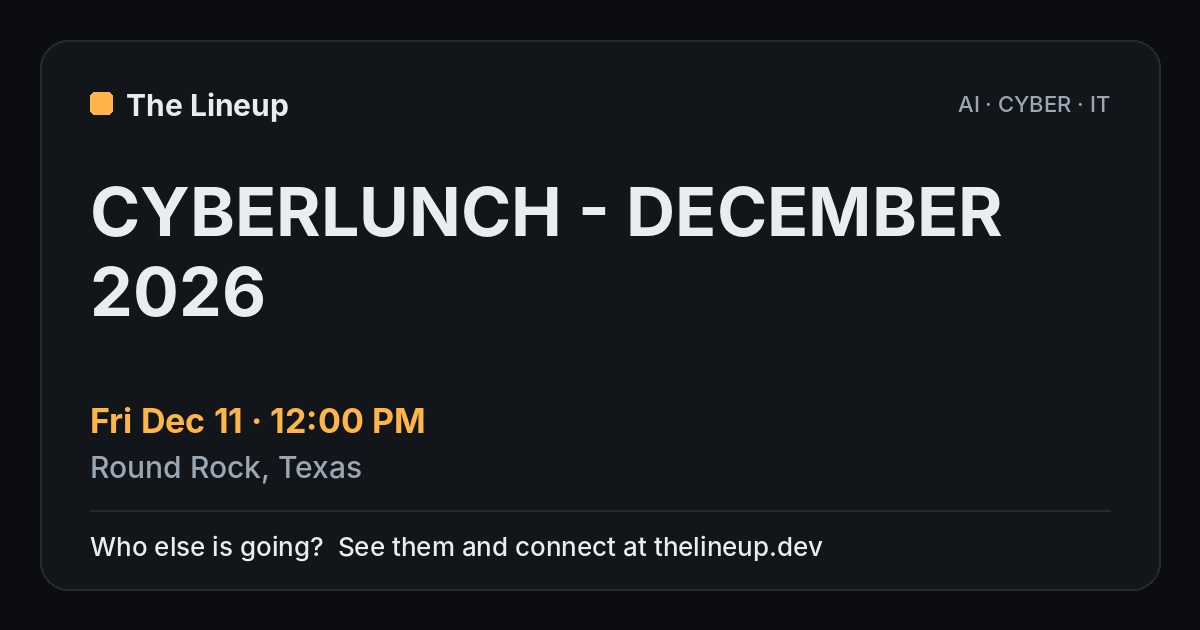 The Lineup
AI · CYBER · IT
CYBERLUNCH - DECEMBER
2026
Fri Dec 11 · 12:00 PM
Round Rock, Texas
Who else is going?  See them and connect at thelineup.dev